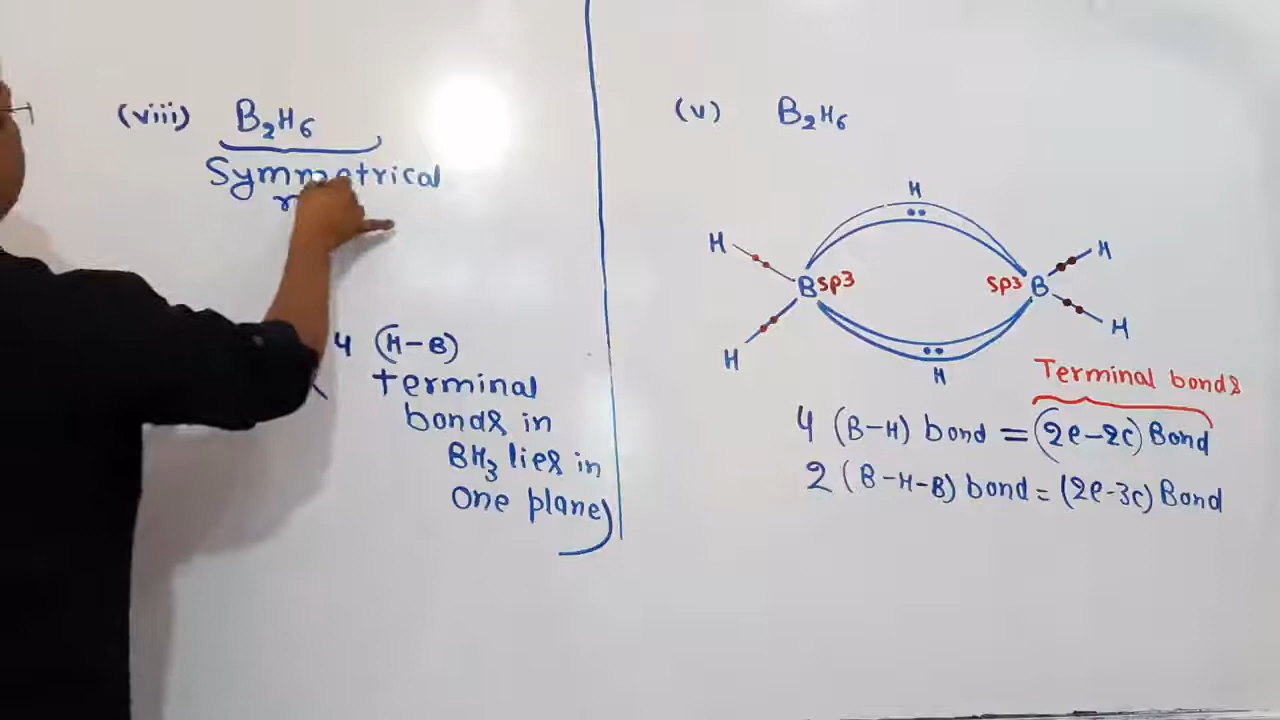 (viii) B₂H₆
Symmetrical
4 (H-B)
terminal
bonds in
BH₃ lies in
one plane)
(v) B₂H₆
H
H
H
B sp3
sp3 B
H
H
H
Terminal bonds
4 (B-H) bond = (2e-2c) Bond
2 (B-H-B) bond = (2e-3c) Bond